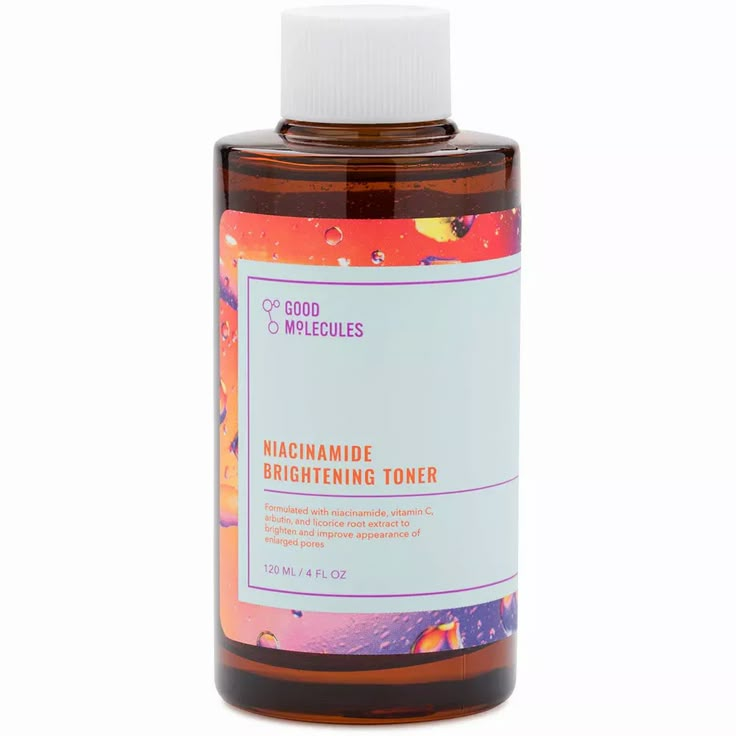 GOOD
MOLECULES
NIACINAMIDE
BRIGHTENING TONER
Formulated with niacinamide, vitamin C,
arbutin, and licorice root extract to
brighten and improve appearance of
enlarged pores
120 ML / 4 FL OZ